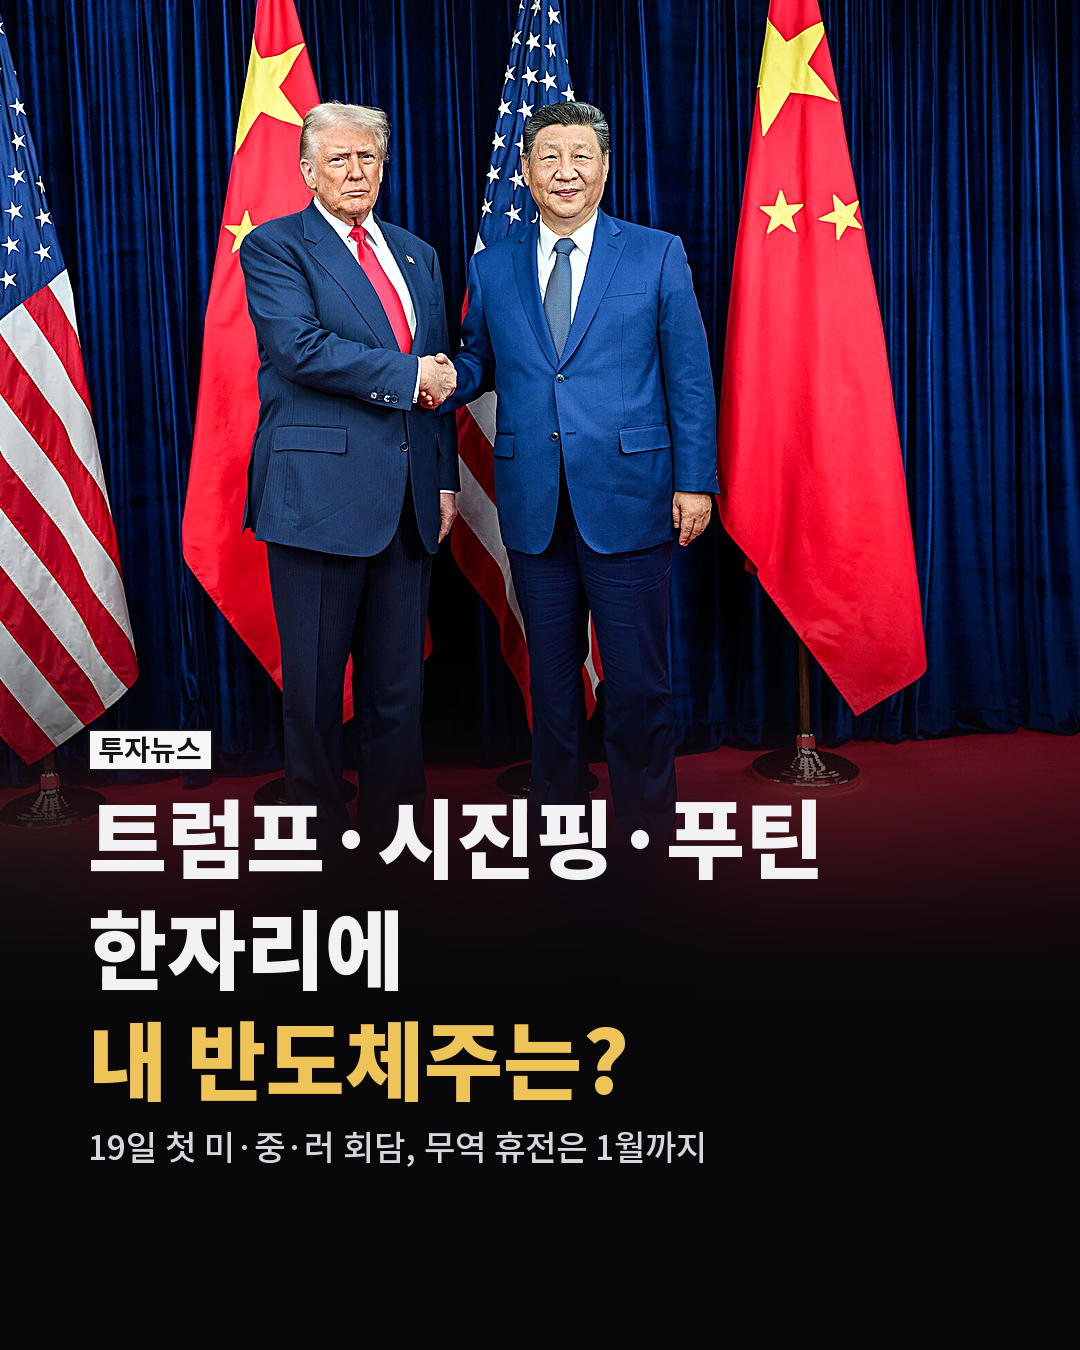 투자뉴스
트럼프·시진핑·푸틴
한자리에
내 반도체주는?
19일 첫 미·중·러 회담, 무역 휴전은 1월까지